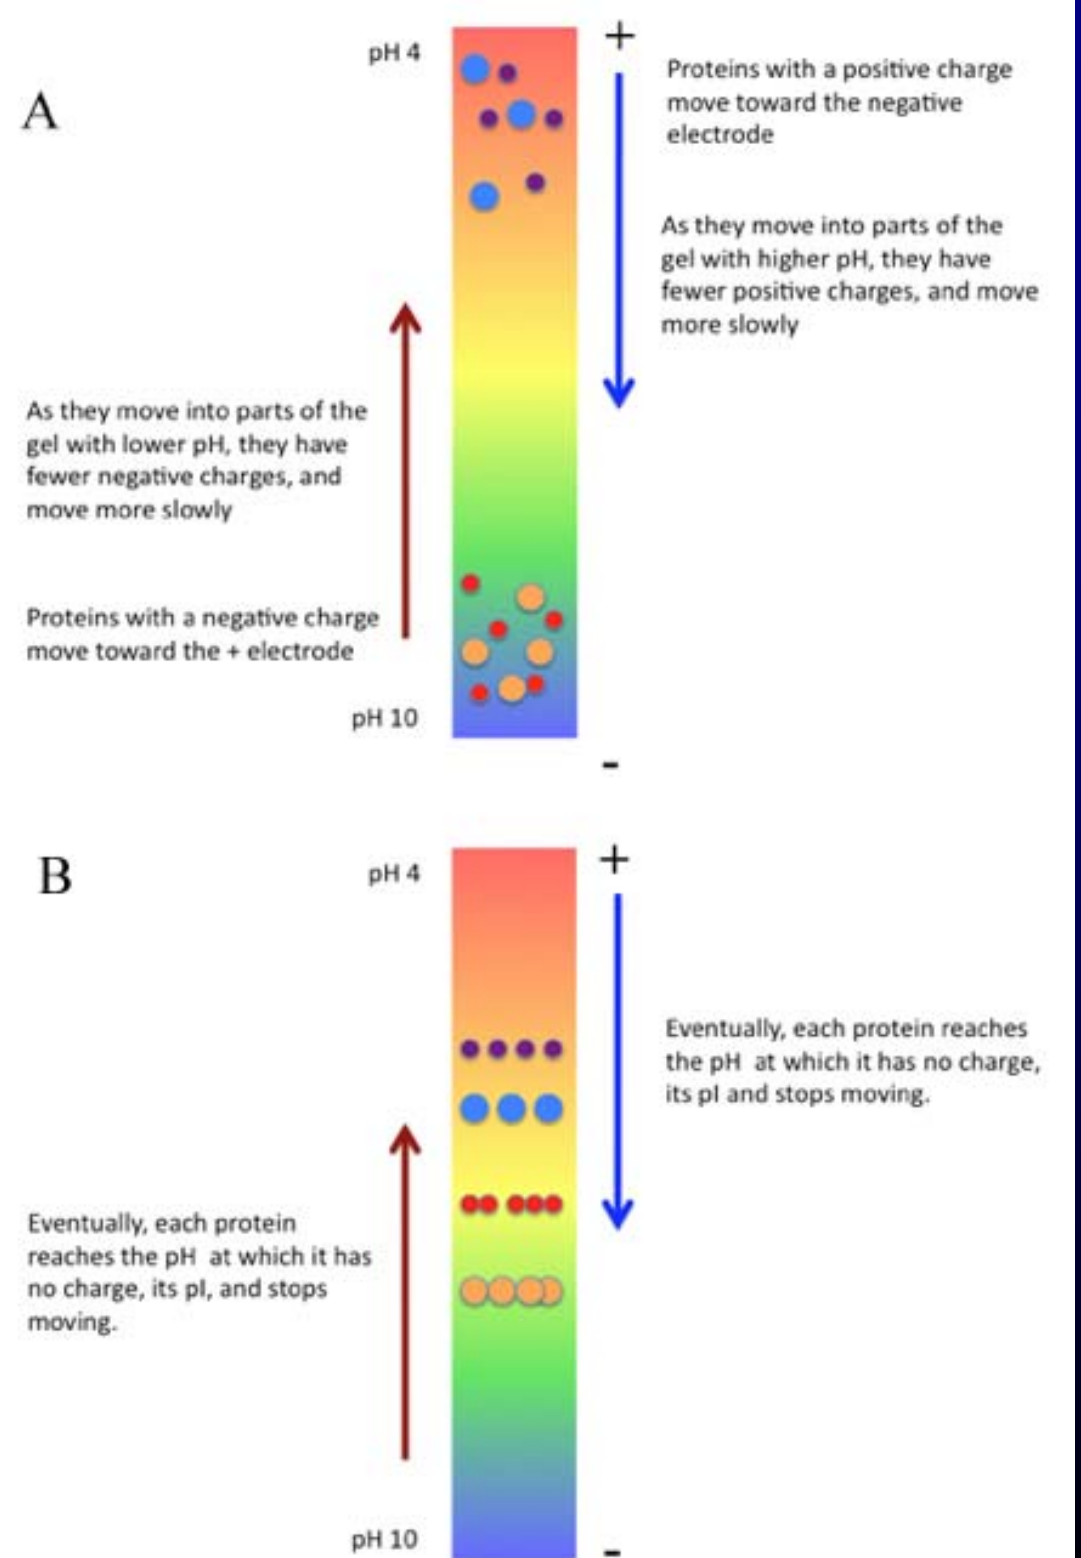 A
pH 4
+
Proteins with a positive charge
move toward the negative
electrode
As they move into parts of the
gel with higher pH, they have
fewer positive charges, and move
more slowly
As they move into parts of the
gel with lower pH, they have
fewer negative charges, and
move more slowly
Proteins with a negative charge
move toward the + electrode
pH 10
-
B
pH 4
+
Eventually, each protein reaches
the pH at which it has no charge,
its pI and stops moving.
Eventually, each protein
reaches the pH at which it has
no charge, its pI, and stops
moving.
pH 10
-